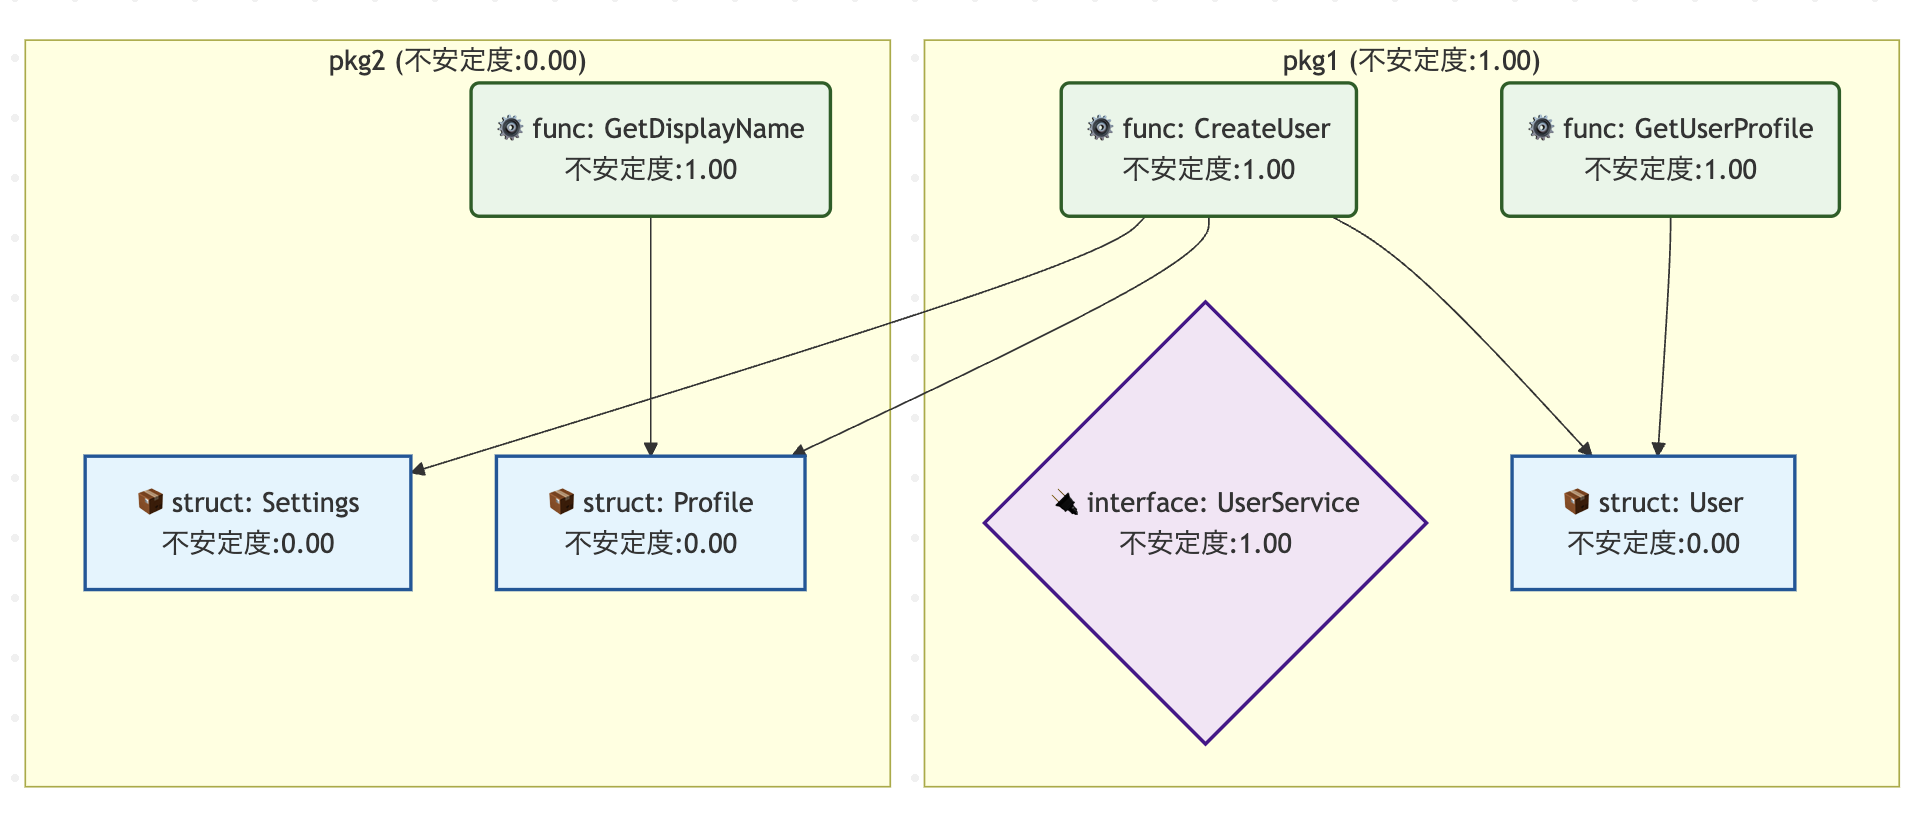 pkg2 (不安定度:0.00)
func: GetDisplayName
不安定度:1.00
struct: Settings
不安定度:0.00
struct: Profile
不安定度:0.00
pkg1 (不安定度:1.00)
func: CreateUser
不安定度:1.00
func: GetUserProfile
不安定度:1.00
interface: UserService
不安定度:1.00
struct: User
不安定度:0.00